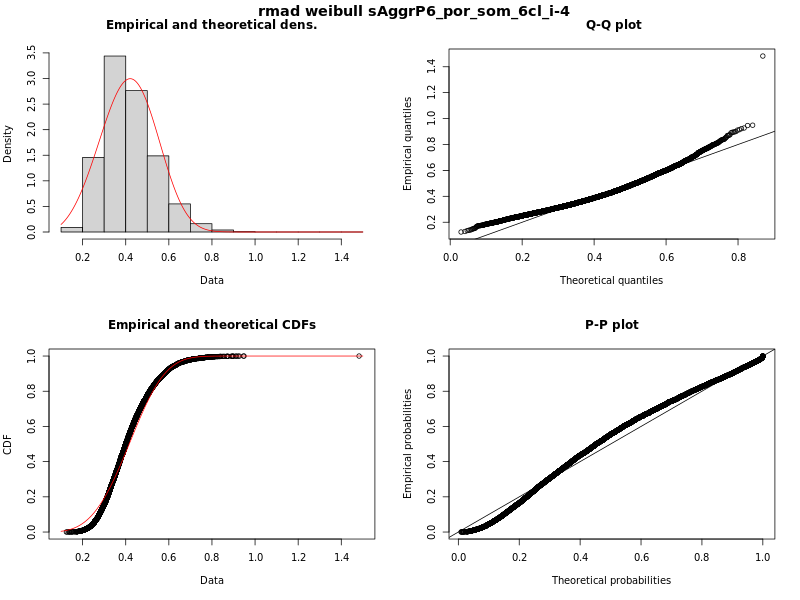 rmad weibull sAggrP6_por_som_6cl_i-4
Empirical and theoretical dens.
Density
0.0 0.5 1.0 1.5 2.0 2.5 3.0 3.5
0.2 0.4 0.6 0.8 1.0 1.2 1.4
Data
Q-Q plot
Empirical quantiles
0.2 0.4 0.6 0.8 1.0 1.2 1.4
0.0 0.2 0.4 0.6 0.8
Theoretical quantiles
Empirical and theoretical CDFs
CDF
0.0 0.2 0.4 0.6 0.8 1.0
0.2 0.4 0.6 0.8 1.0 1.2 1.4
Data
P-P plot
Empirical probabilities
0.0 0.2 0.4 0.6 0.8 1.0
0.0 0.2 0.4 0.6 0.8 1.0
Theoretical probabilities